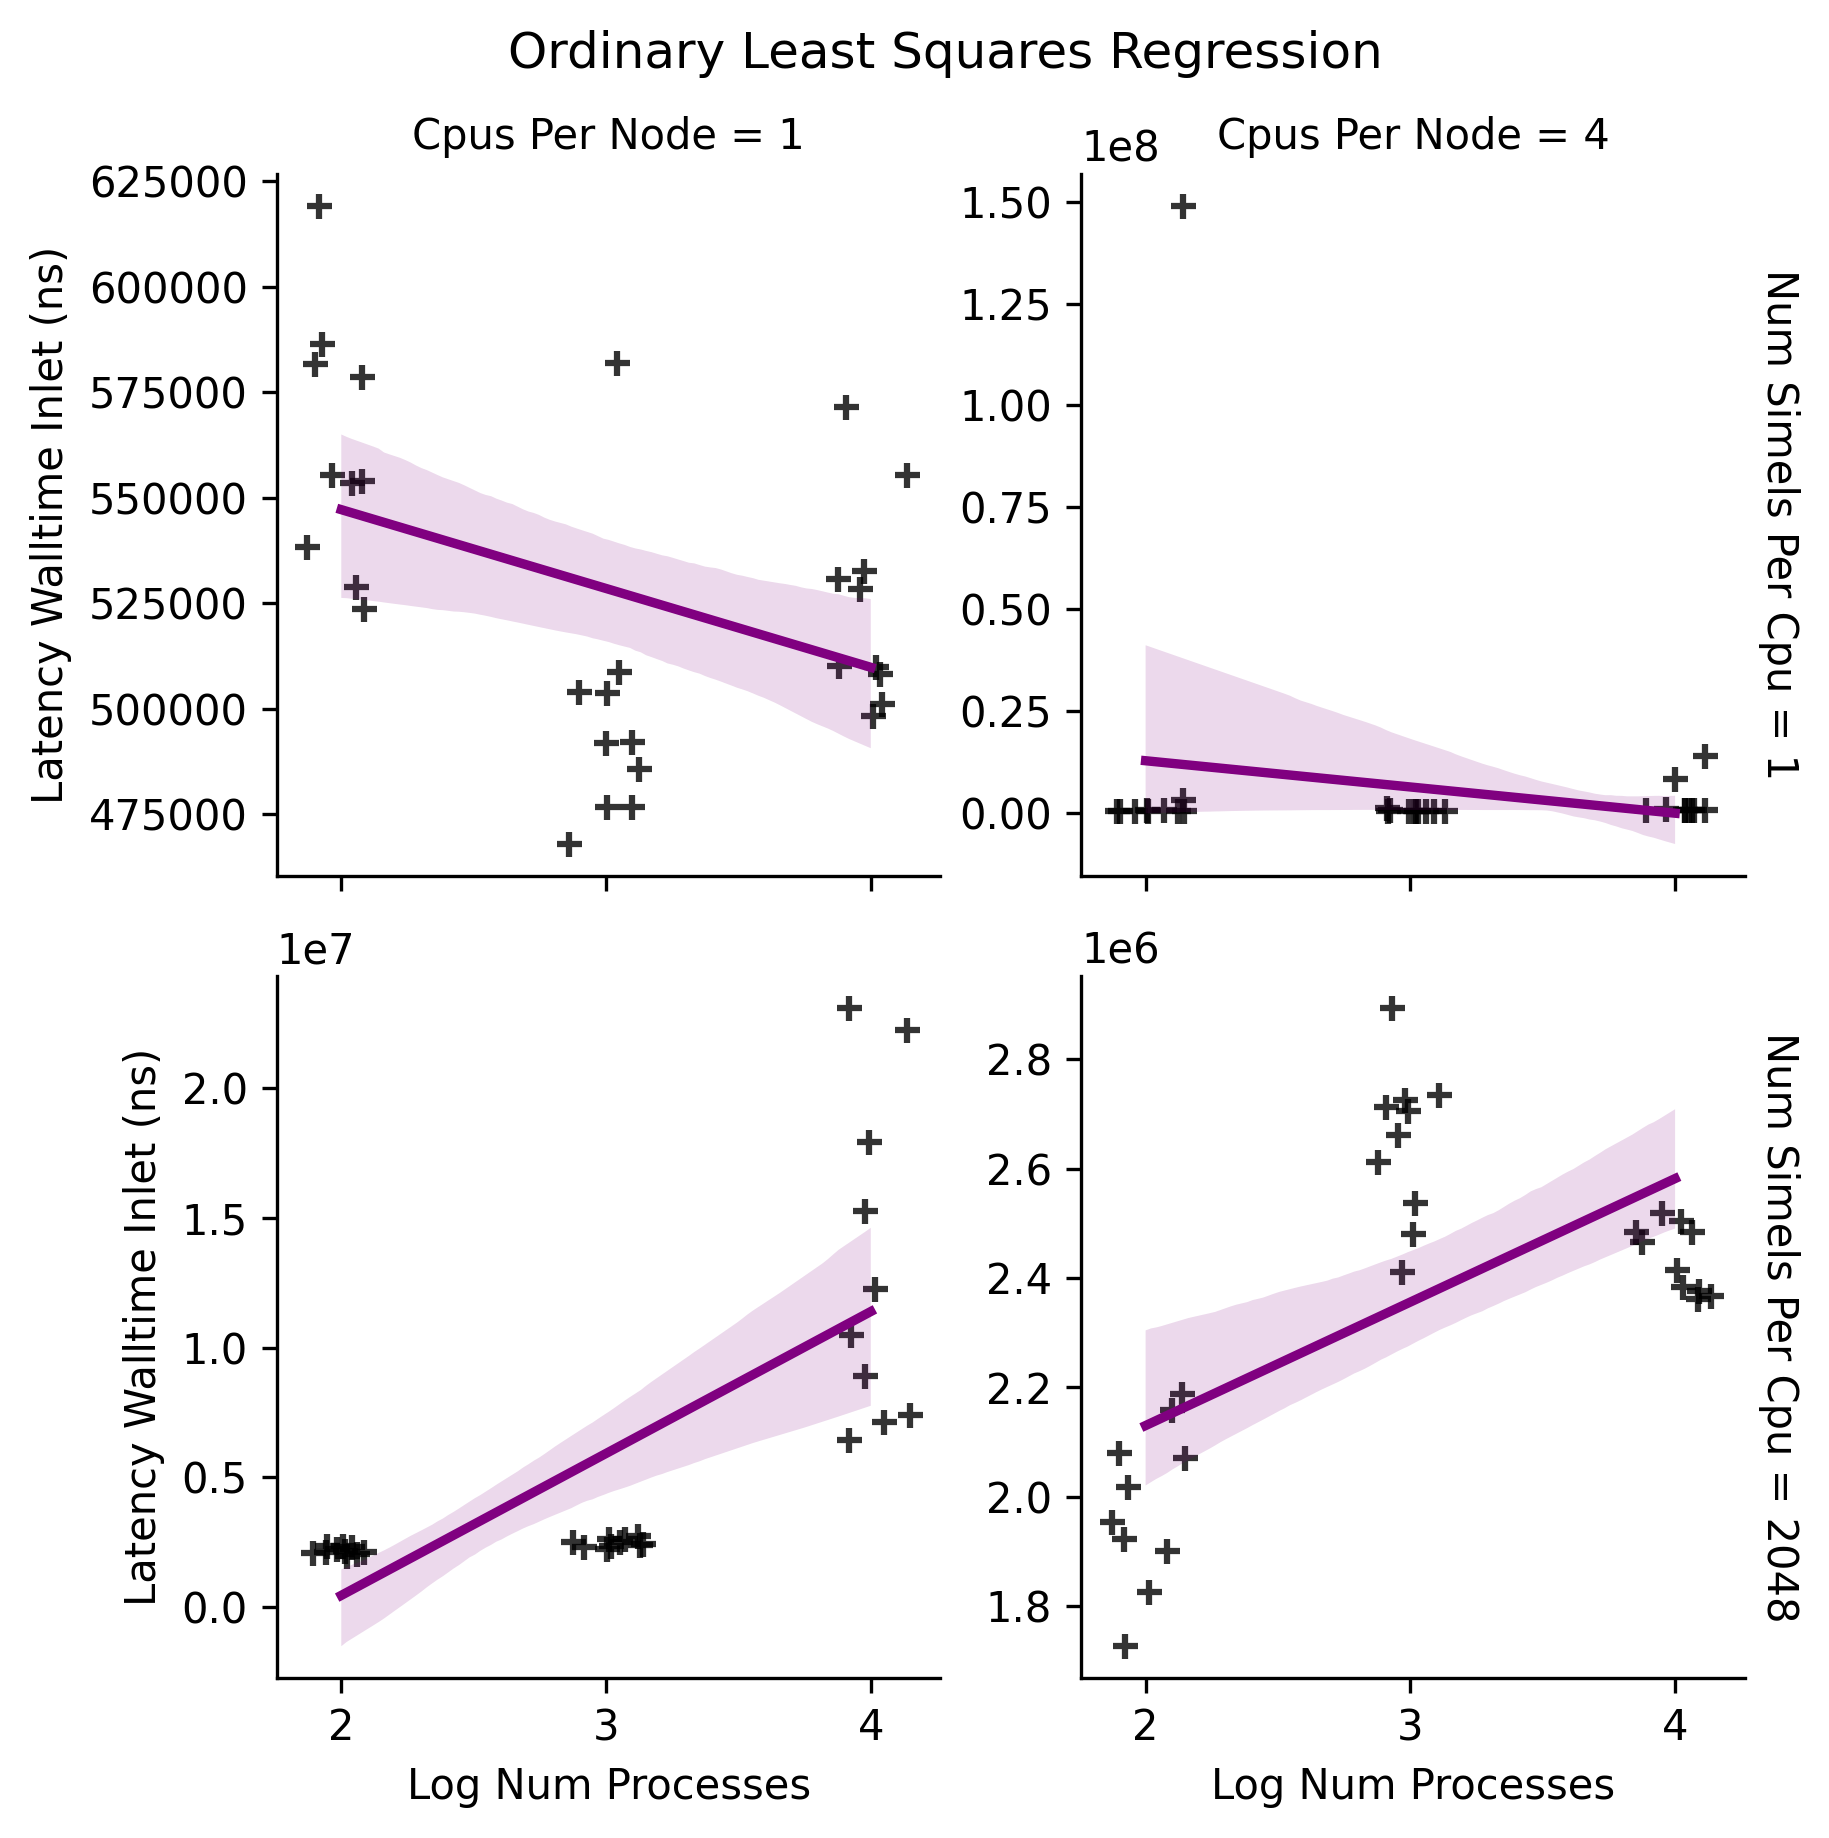 Ordinary Least Squares Regression
Cpus Per Node = 1
Cpus Per Node = 4
1e8
625000
600000
575000
550000
525000
500000
475000
Latency Walltime Inlet (ns)
1.50
1.25
1.00
0.75
0.50
0.25
0.00
Num Simels Per Cpu = 1
1e7
2.0
1.5
1.0
0.5
0.0
Latency Walltime Inlet (ns)
2 3 4
Log Num Processes
1e6
2.8
2.6
2.4
2.2
2.0
1.8
2 3 4
Log Num Processes
Num Simels Per Cpu = 2048